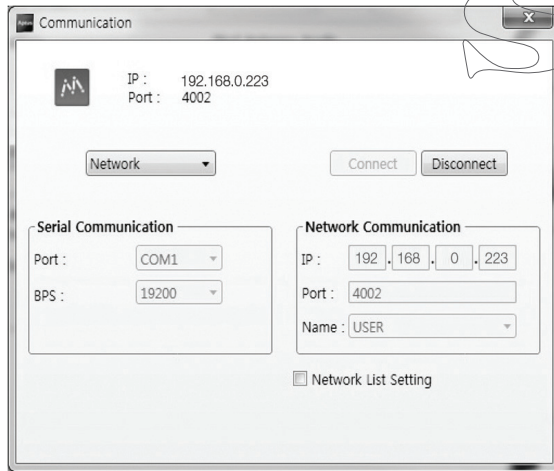 Communication
x
IP : 192.168.0.223
Port : 4002
Network
Connect Disconnect
Serial Communication
Port : COM1
BPS : 19200
Network Communication
IP : 192 . 168 . 0 . 223
Port : 4002
Name : USER
Network List Setting